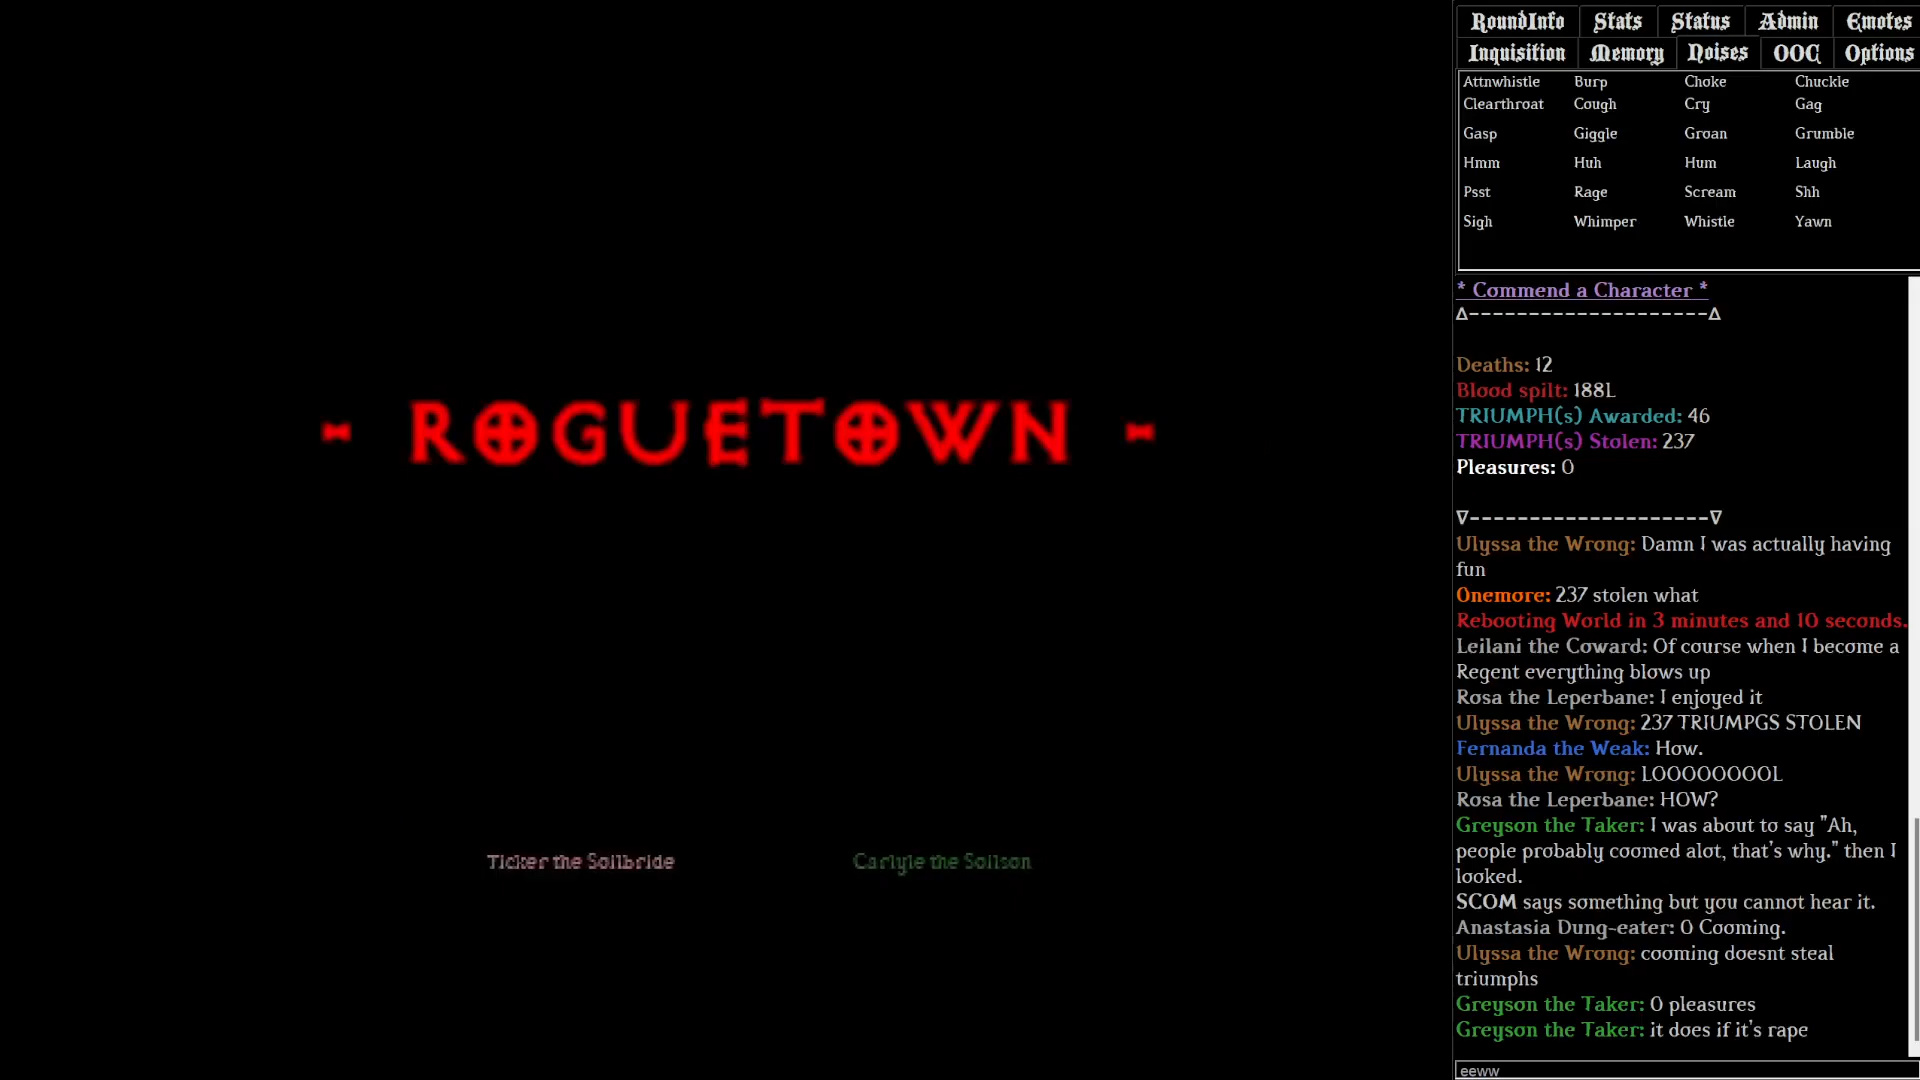 RoundInfo Stats Status Admin Emotes
Inquisition Memory Noises OOC Options
Attnwhistle Burp Choke Chuckle
Clearthroat Cough Cry Gag
Gasp Giggle Groan Grumble
Hmm Huh Hum Laugh
Psst Rage Scream Shh
Sigh Whimper Whistle Yawn
* Commend a Character *
∆--------------------∆
Deaths: 12
Blood spilt: 188L
TRIUMPH(s) Awarded: 46
TRIUMPH(s) Stolen: 237
Pleasures: 0
∇--------------------∇
Ulyssa the Wrong: Damn I was actually having
fun
Onemore: 237 stolen what
Rebooting World in 3 minutes and 10 seconds.
Leilani the Coward: Of course when I become a
Regent everything blows up
Rosa the Leperbane: I enjoyed it
Ulyssa the Wrong: 237 TRIUMPGS STOLEN
Fernanda the Weak: How.
Ulyssa the Wrong: LOOOOOOOOL
Rosa the Leperbane: HOW?
Greyson the Taker: I was about to say "Ah,
people probably coomed alot, that's why." then I
looked.
SCOM says something but you cannot hear it.
Anastasia Dung-eater: 0 Cooming.
Ulyssa the Wrong: cooming doesnt steal
triumphs
Greyson the Taker: 0 pleasures
Greyson the Taker: it does if it's rape
eeww
- ROGUETOWN -
Ticker the Soilbride Carlyle the Soilson